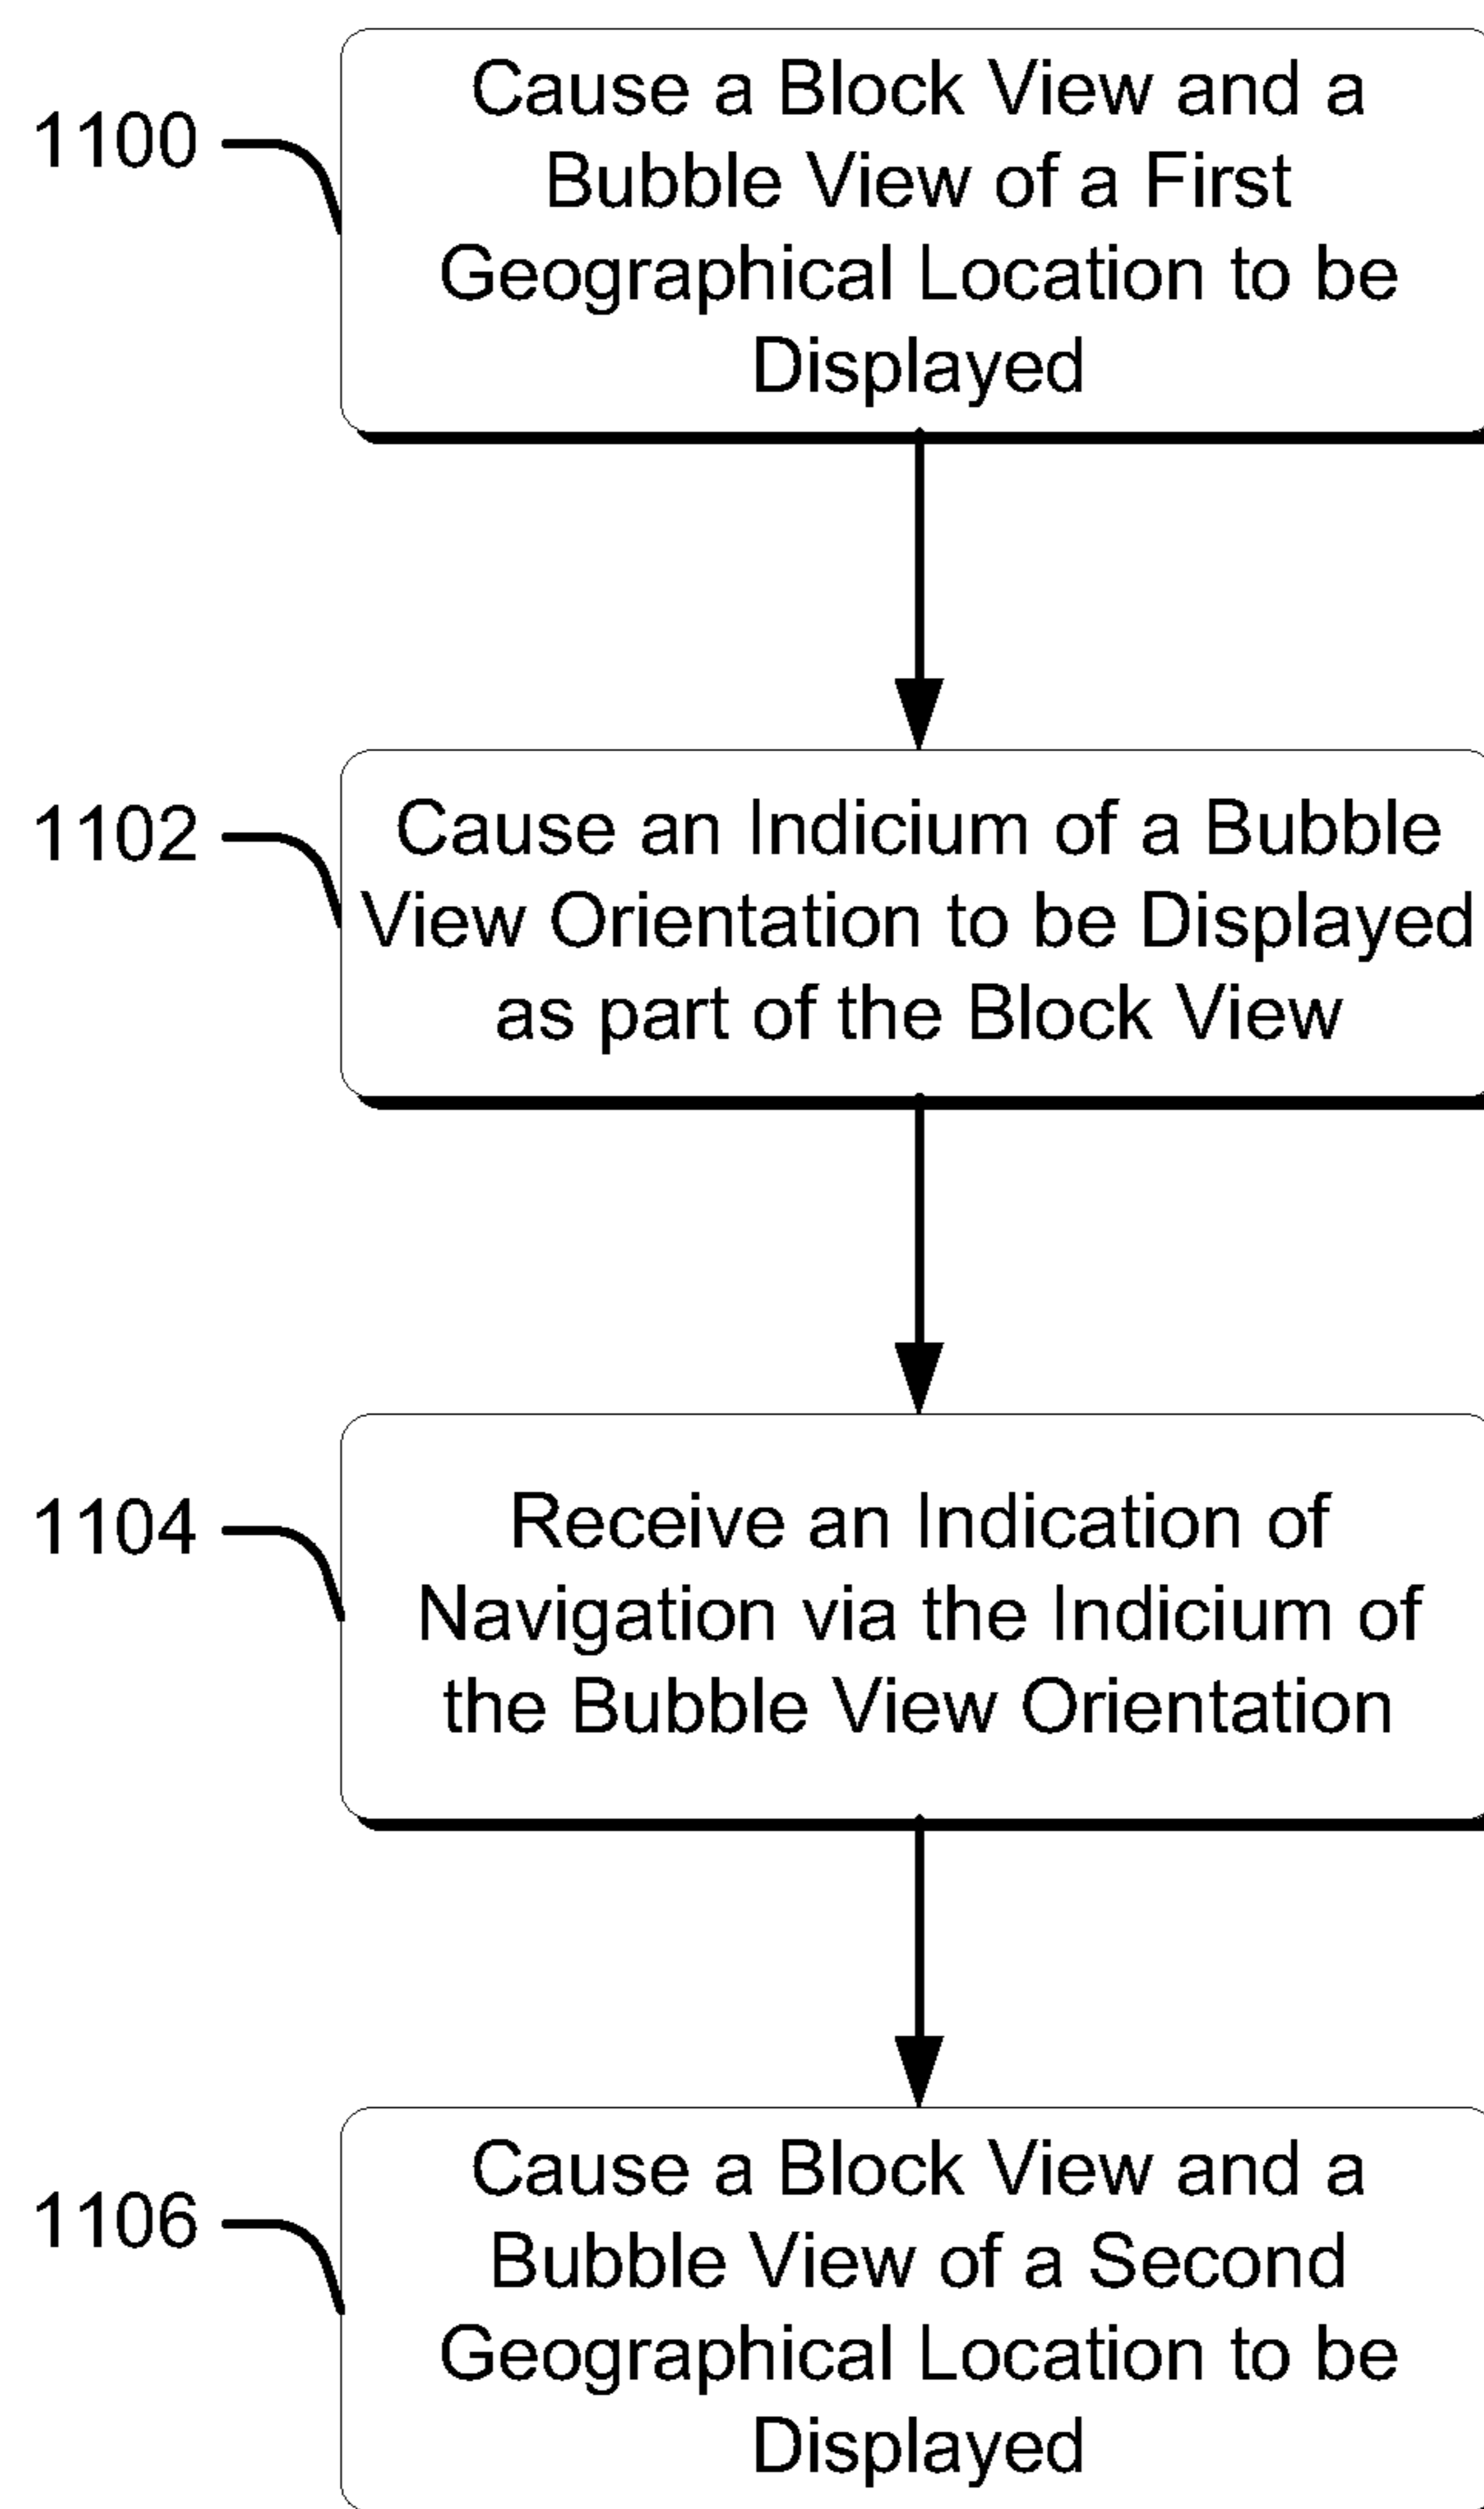 1100
Cause a Block View and a
Bubble View of a First
Geographical Location to be
Displayed
1102
Cause an Indicium of a Bubble
View Orientation to be Displayed
as part of the Block View
1104
Receive an Indication of
Navigation via the Indicium of
the Bubble View Orientation
1106
Cause a Block View and a
Bubble View of a Second
Geographical Location to be
Displayed